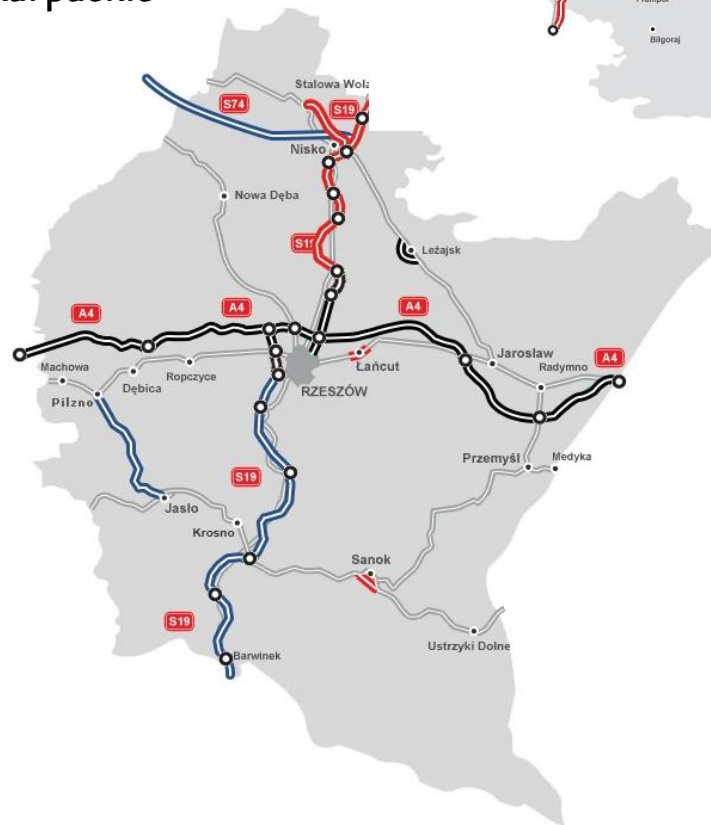 Biłgoraj
Stalowa Wola
S74
S19
Nisko
Nowa Dęba
S19
Leżajsk
A4
A4
A4
A4
Machowa
Pilzno
Dębica
Ropczyce
RZESZÓW
Łańcut
Jarosław
Radymno
Przemyśl
Medyka
S19
Jasło
Krosno
Sanok
S19
Barwinek
Ustrzyki Dolne